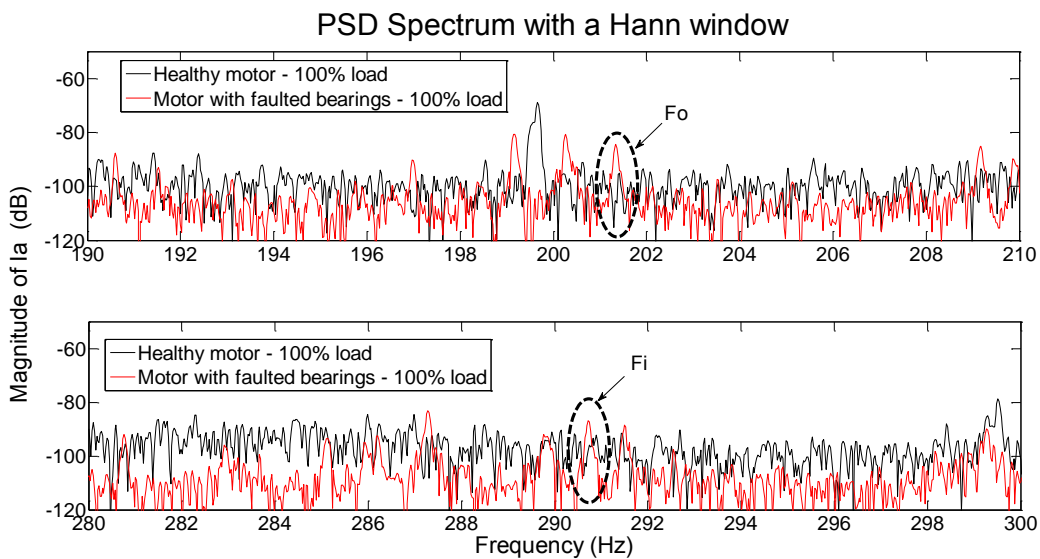 PSD Spectrum with a Hann window
Magnitude of Ia (dB)
-60
-80
-100
-120
Healthy motor - 100% load
Motor with faulted bearings - 100% load
Fo
190 192 194 196 198 200 202 204 206 208 210
-60
-80
-100
-120
Healthy motor - 100% load
Motor with faulted bearings - 100% load
Fi
280 282 284 286 288 290 292 294 296 298 300
Frequency (Hz)